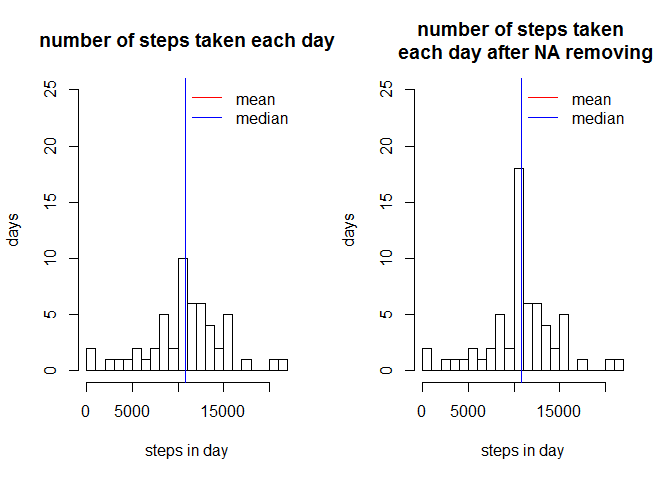 number of steps taken each day
25
20
15
10
5
0
days
mean
median
0
5000
15000
steps in day
number of steps taken
each day after NA removing
25
20
15
10
5
0
days
mean
median
0
5000
15000
steps in day